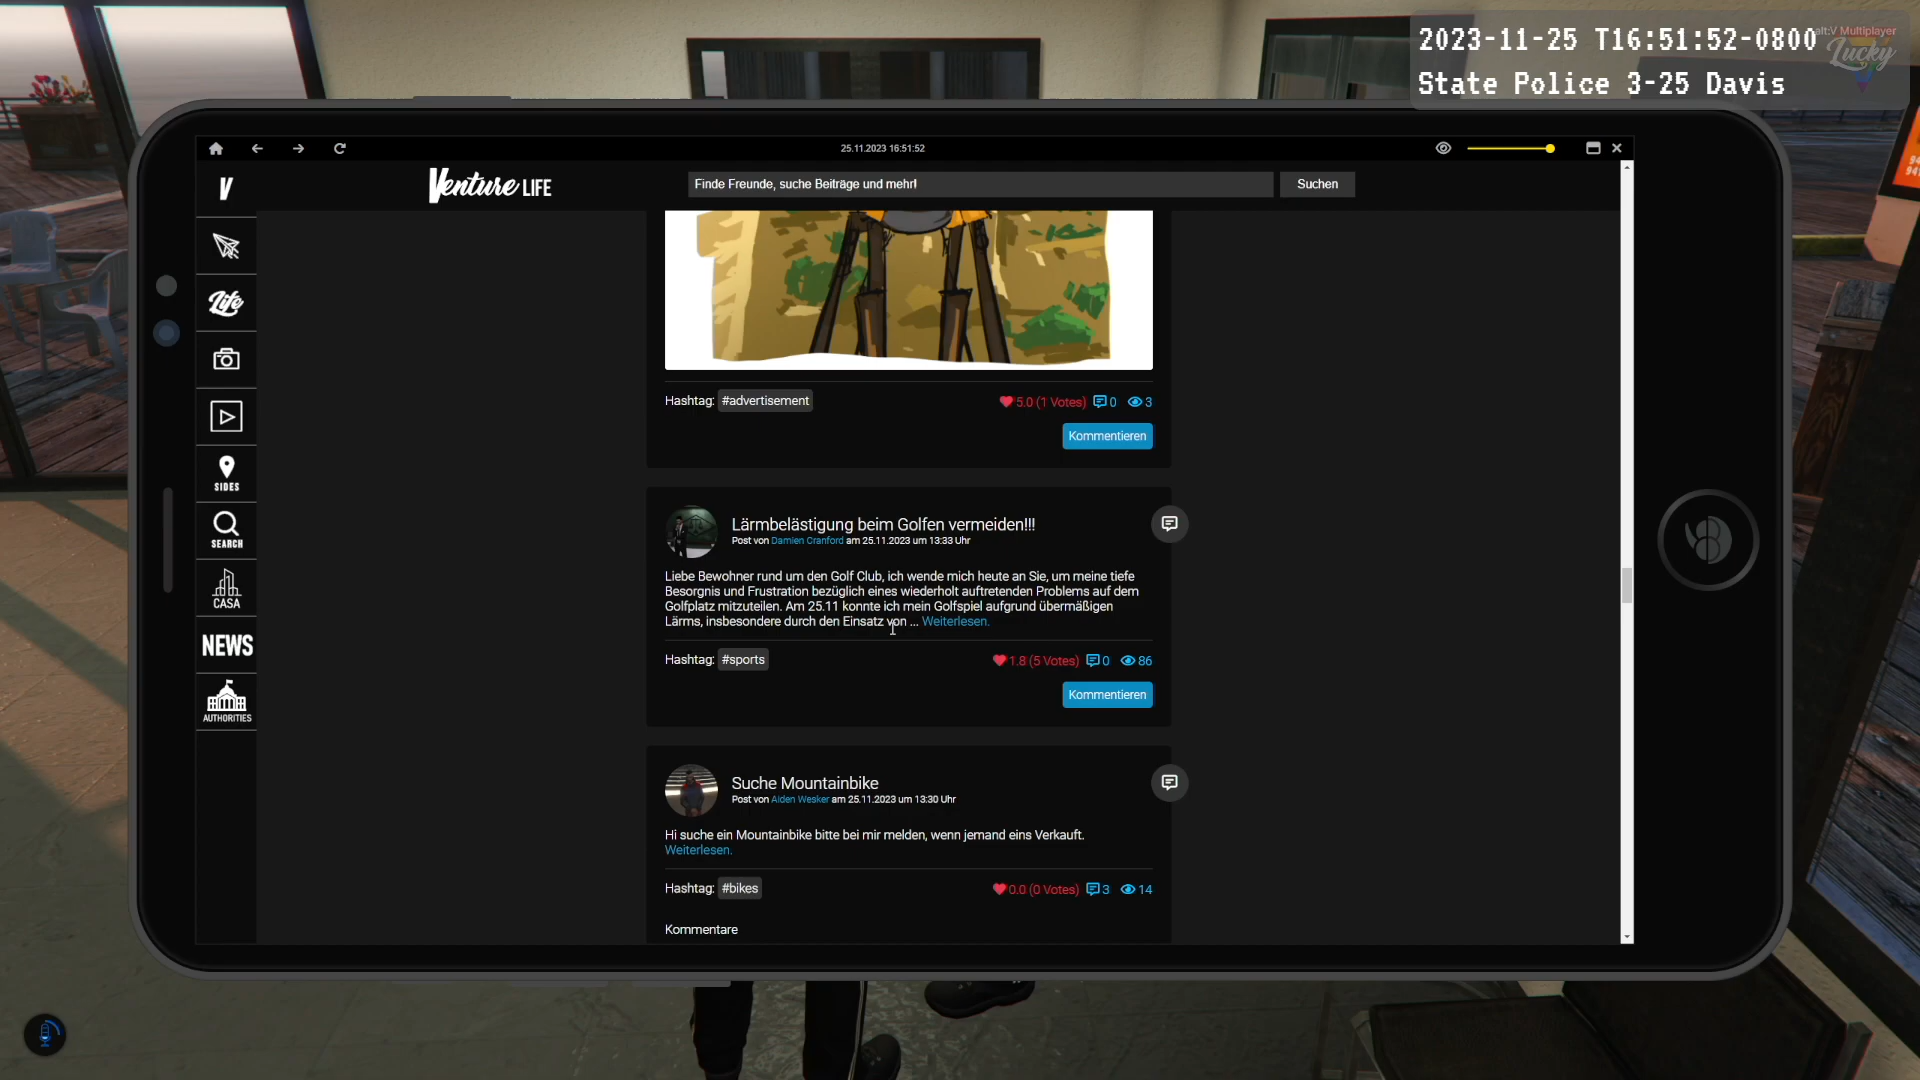 2023-11-25 T16:51:52-0800
alt:V Multiplayer
Lucky
State Police 3-25 Davis
25.11.2023 16:51:52
V
Venture LIFE
Finde Freunde, suche Beiträge und mehr!
Suchen
Life
SIDES
SEARCH
CASA
NEWS
AUTHORITIES
Hashtag: #advertisement
5.0 (1 Votes) 0 3
Kommentieren
Lärmbelästigung beim Golfen vermeiden!!!
Post von Damien Cranford am 25.11.2023 um 13:33 Uhr
Liebe Bewohner rund um den Golf Club, ich wende mich heute an Sie, um meine tiefe
Besorgnis und Frustration bezüglich eines wiederholt auftretenden Problems auf dem
Golfplatz mitzuteilen. Am 25.11 konnte ich mein Golfspiel aufgrund übermäßigen
Lärms, insbesondere durch den Einsatz von ... Weiterlesen.
Hashtag: #sports
1.8 (5 Votes) 0 86
Kommentieren
Suche Mountainbike
Post von Aiden Wesker am 25.11.2023 um 13:30 Uhr
Hi suche ein Mountainbike bitte bei mir melden, wenn jemand eins Verkauft.
Weiterlesen.
Hashtag: #bikes
0.0 (0 Votes) 3 14
Kommentare